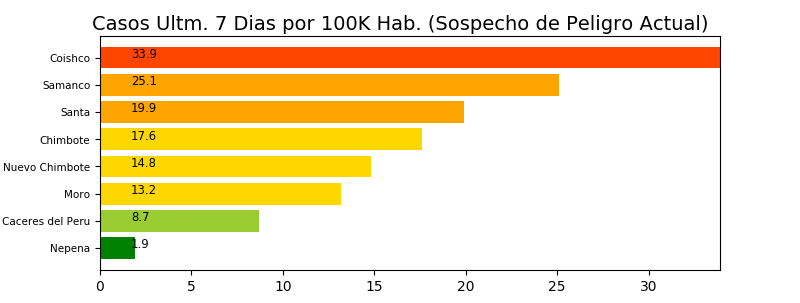 Casos Ultm. 7 Dias por 100K Hab. (Sospecho de Peligro Actual)
Coishco 33.9
Samanco 25.1
Santa 19.9
Chimbote 17.6
Nuevo Chimbote 14.8
Moro 13.2
Caceres del Peru 8.7
Nepena 1.9
0 5 10 15 20 25 30